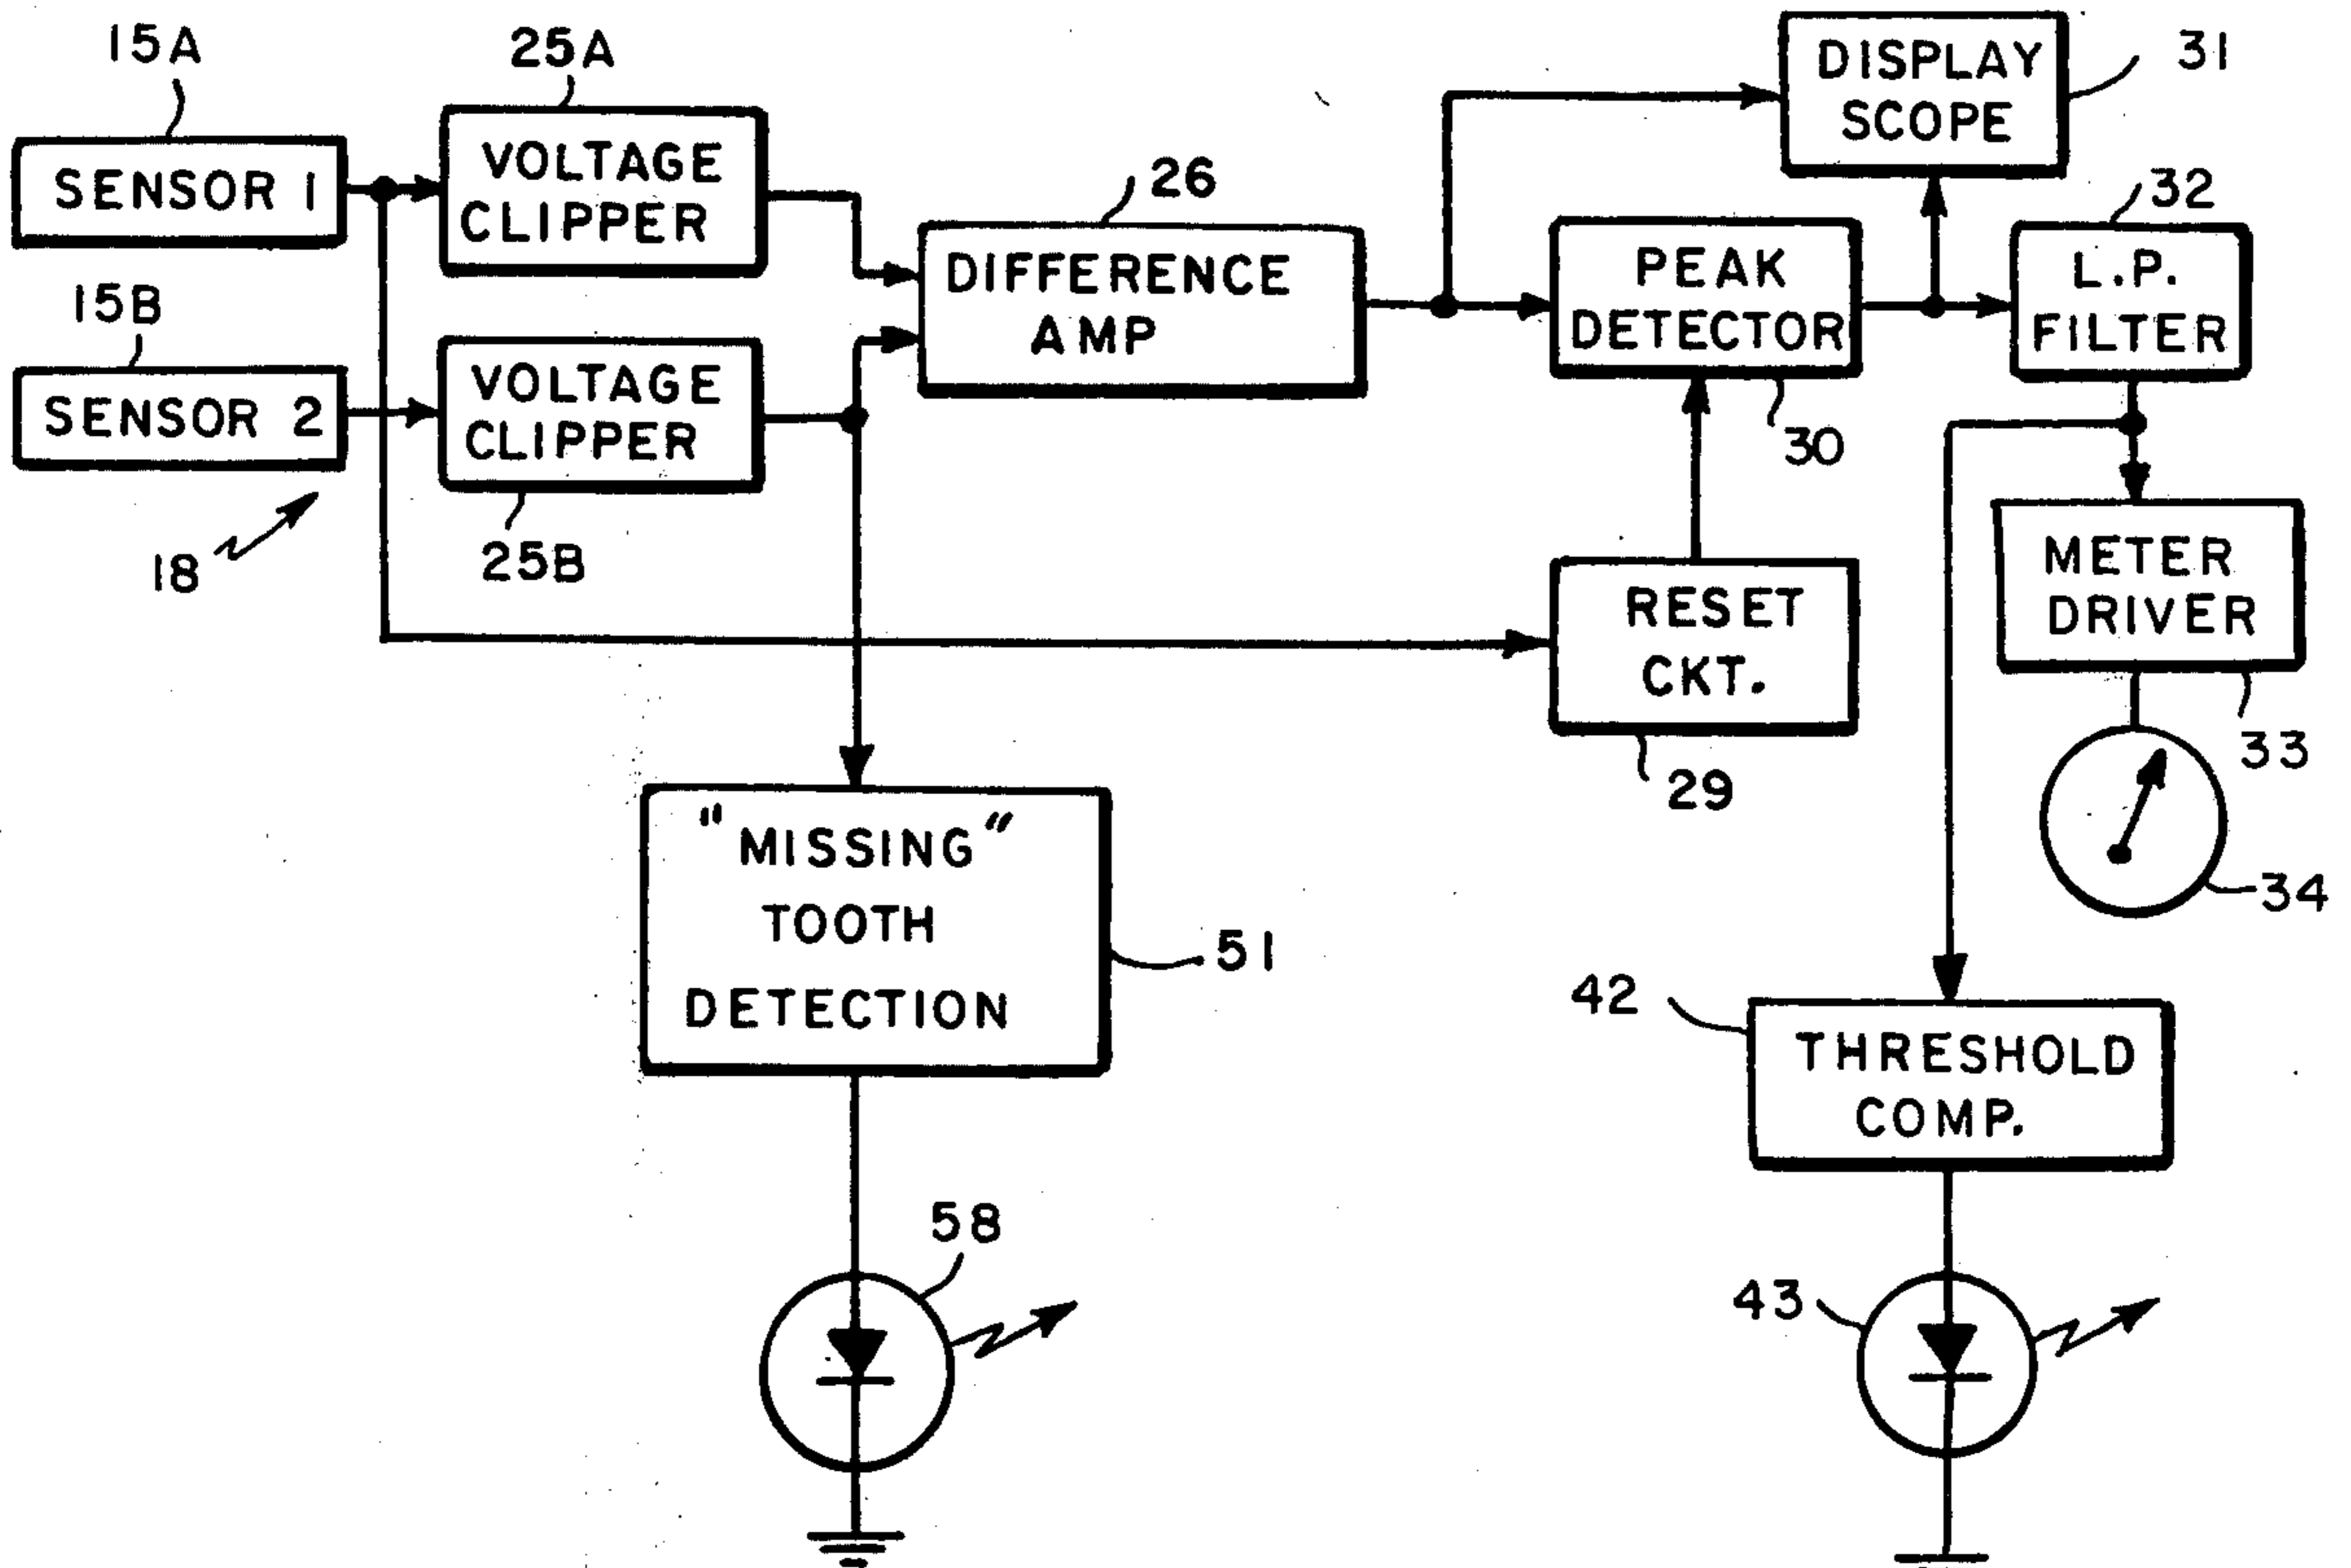 15A
25A
DISPLAY
SCOPE
31
SENSOR 1
VOLTAGE
CLIPPER
26
32
15B
DIFFERENCE
AMP
PEAK
DETECTOR
L.P.
FILTER
SENSOR 2
VOLTAGE
CLIPPER
30
18
25B
RESET
CKT.
METER
DRIVER
29
33
"MISSING"
TOOTH
DETECTION
51
34
42
THRESHOLD
COMP.
58
43